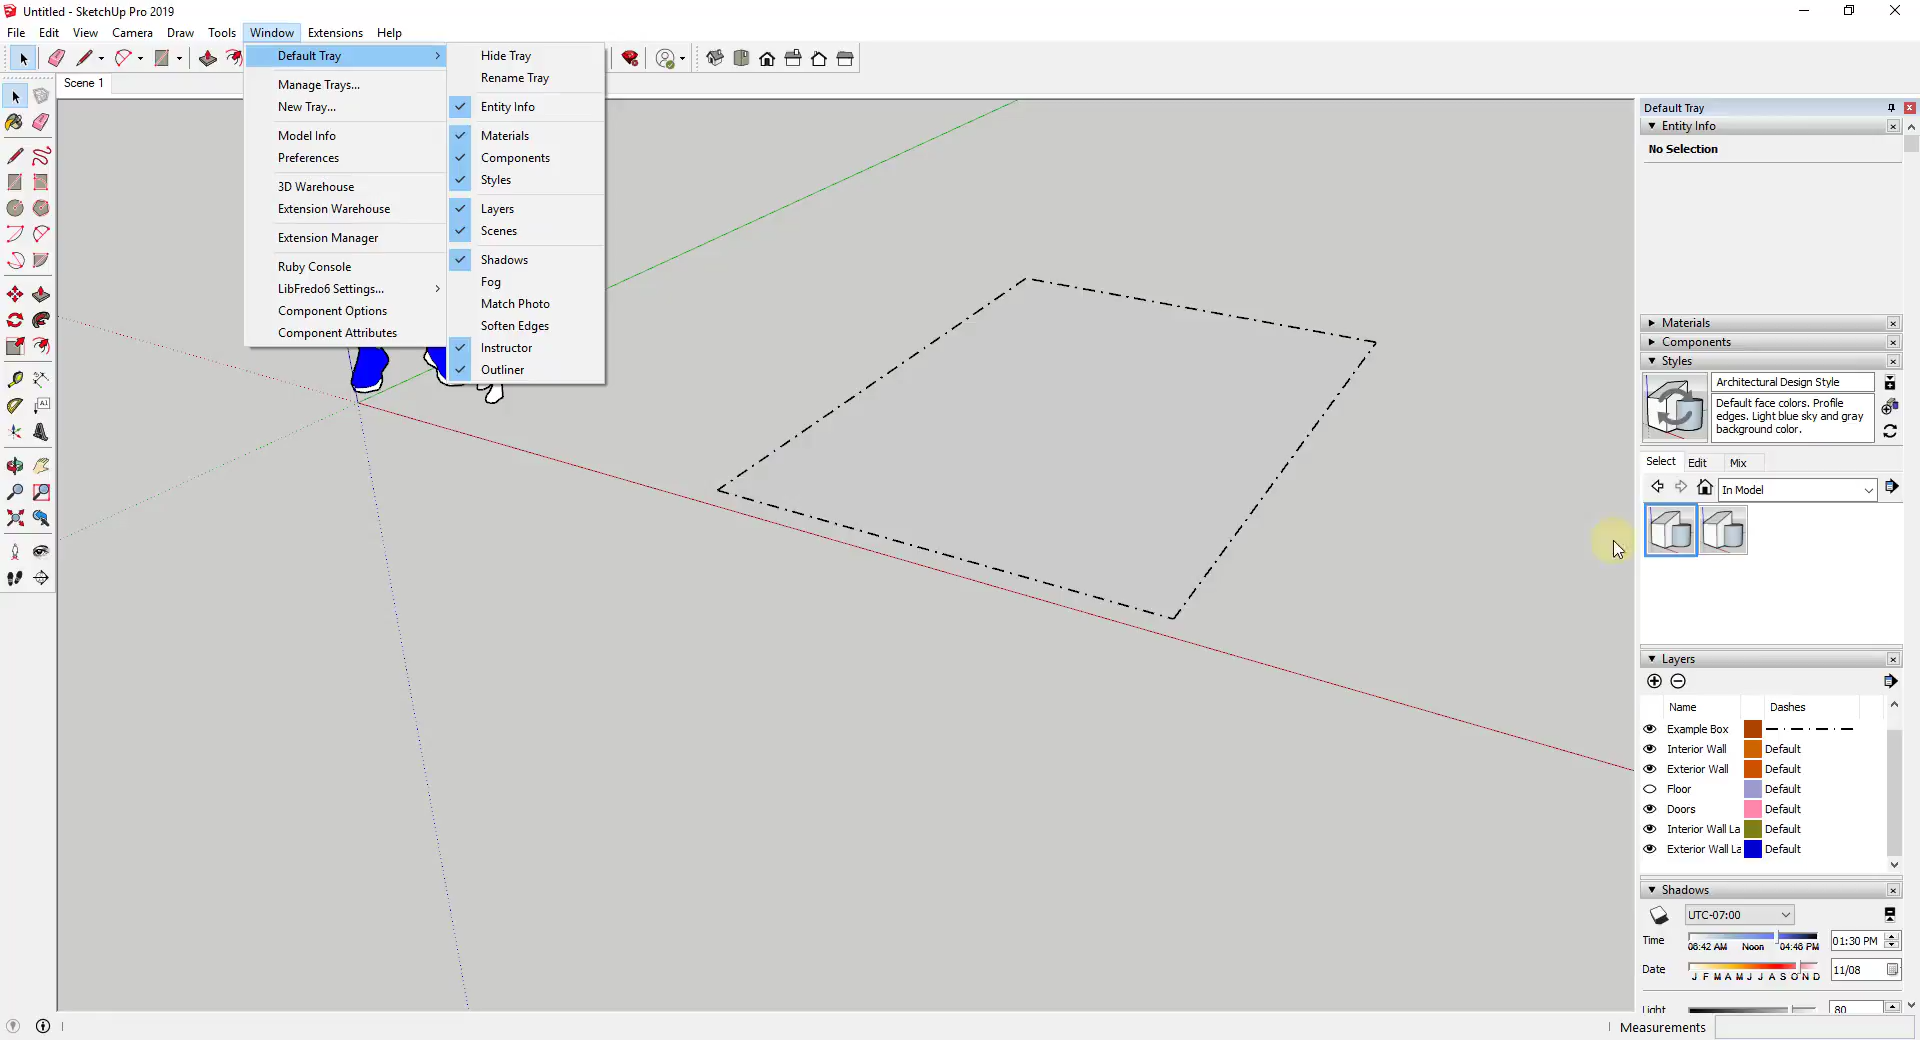 Untitled - SketchUp Pro 2019
File Edit View Camera Draw Tools Window Extensions Help
Scene 1
Default Tray
Manage Trays...
New Tray...
Model Info
Preferences
3D Warehouse
Extension Warehouse
Extension Manager
Ruby Console
LibFredo6 Settings...
Component Options
Component Attributes
Hide Tray
Rename Tray
Entity Info
Materials
Components
Styles
Layers
Scenes
Shadows
Fog
Match Photo
Soften Edges
Instructor
Outliner
Default Tray
Entity Info
No Selection
Materials
Components
Styles
Architectural Design Style
Default face colors. Profile
edges. Light blue sky and gray
background color.
Select Edit Mix
In Model
Layers
Name Dashes
Example Box
Interior Wall Default
Exterior Wall Default
Floor Default
Doors Default
Interior Wall La Default
Exterior Wall La Default
Shadows
UTC-07:00
Time 06:42 AM Noon 04:46 PM 01:30 PM
Date J F M A M J J A S O N D 11/08
Light 80
Measurements